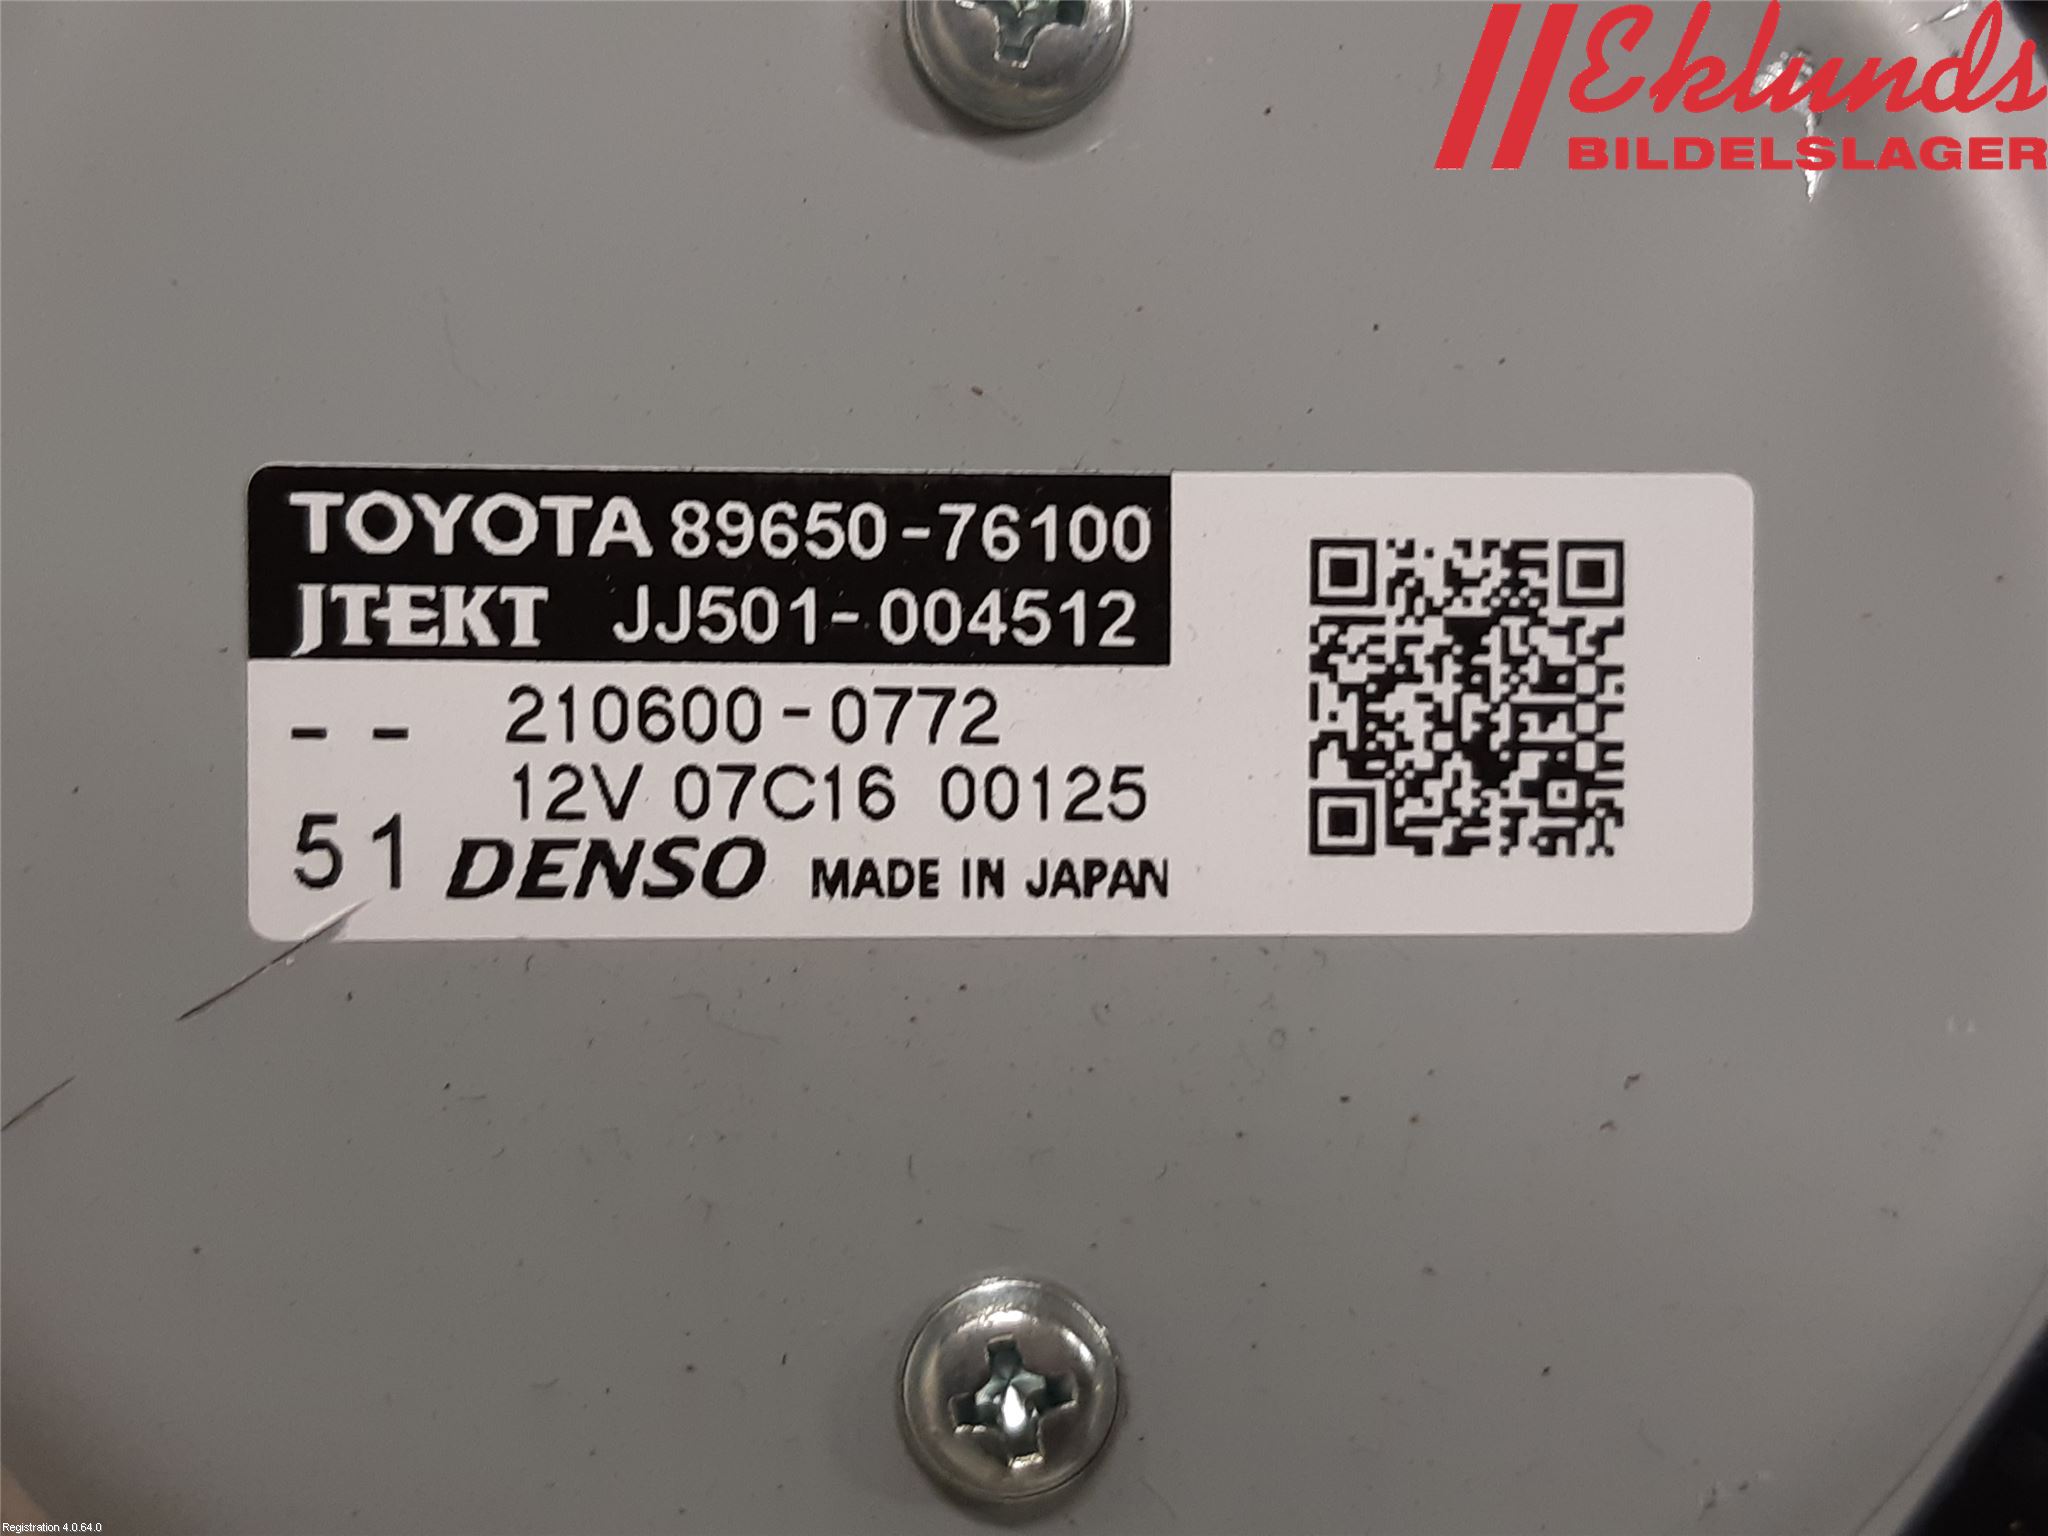 Eklunds
BILDELSLAGER
TOYOTA 89650-76100
JTEKT JJ501-004512
-- 210600-0772
12V 07C16 00125
51 DENSO MADE IN JAPAN
Registration 4.0.64.0